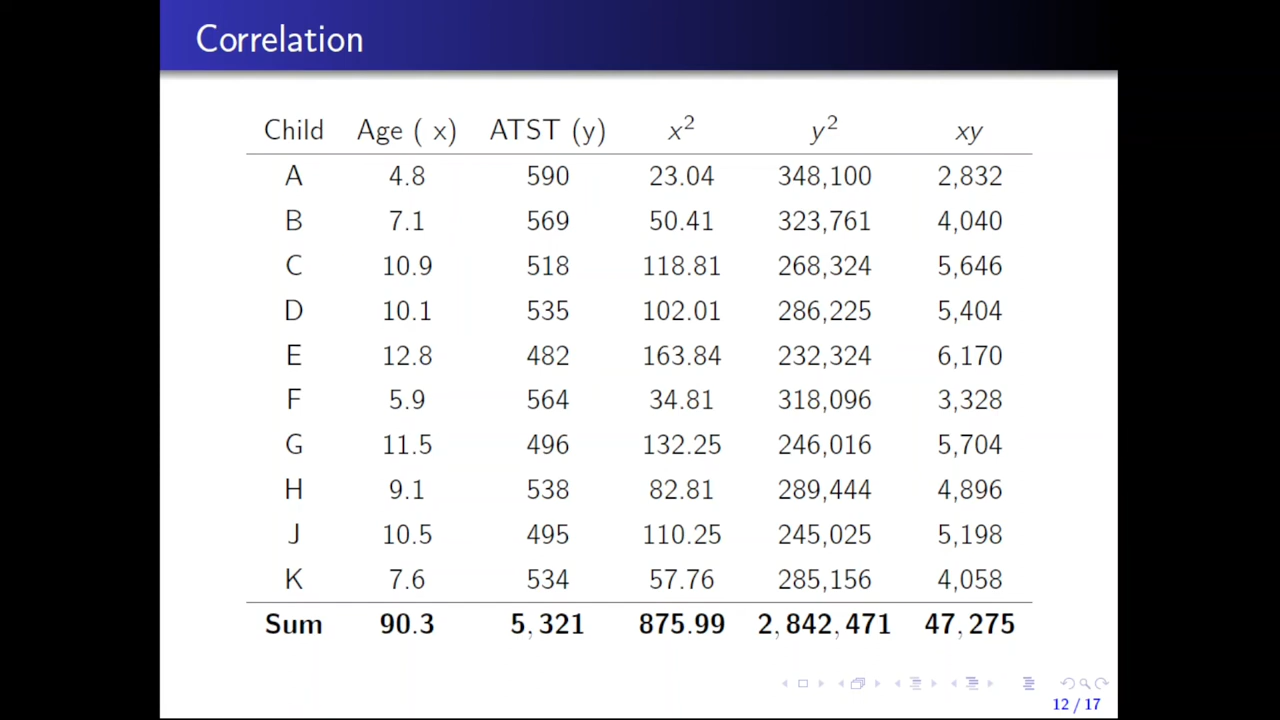 Correlation
Child Age ( x) ATST (y) x² y² xy
A 4.8 590 23.04 348,100 2,832
B 7.1 569 50.41 323,761 4,040
C 10.9 518 118.81 268,324 5,646
D 10.1 535 102.01 286,225 5,404
E 12.8 482 163.84 232,324 6,170
F 5.9 564 34.81 318,096 3,328
G 11.5 496 132.25 246,016 5,704
H 9.1 538 82.81 289,444 4,896
J 10.5 495 110.25 245,025 5,198
K 7.6 534 57.76 285,156 4,058
Sum 90.3 5,321 875.99 2,842,471 47,275
12 / 17